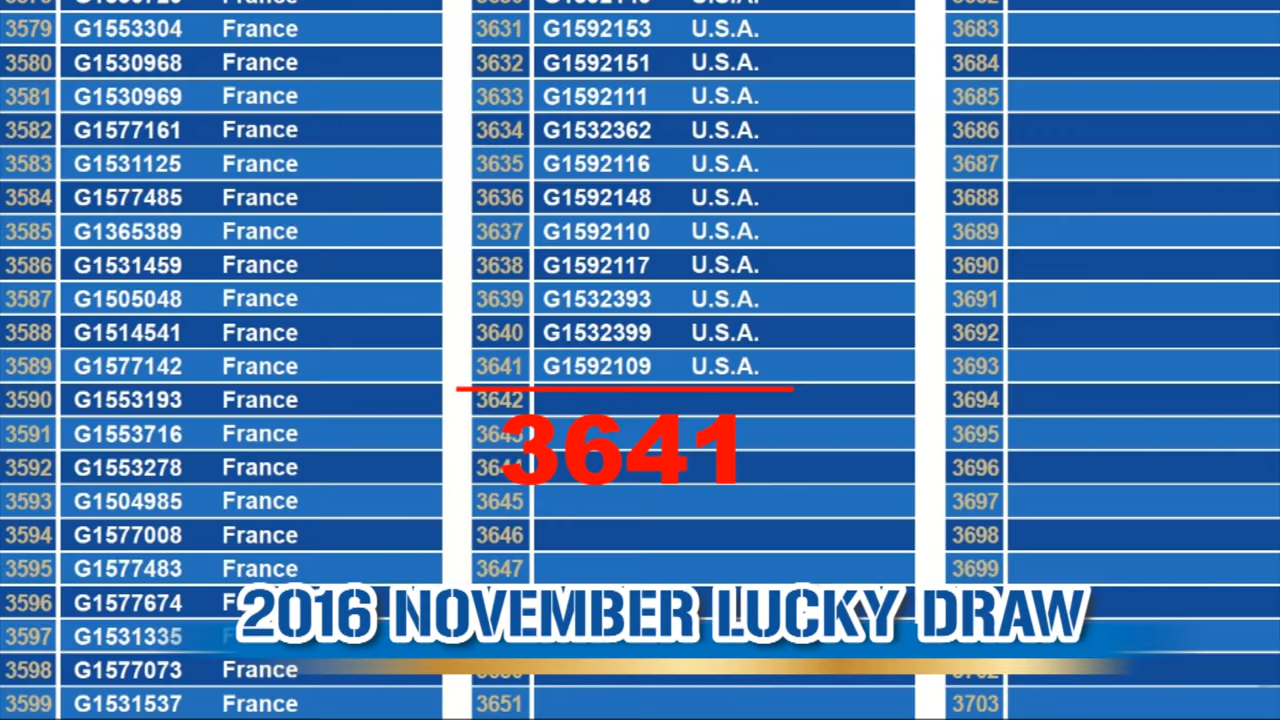 3579 G1553304 France
3580 G1530968 France
3581 G1530969 France
3582 G1577161 France
3583 G1531125 France
3584 G1577485 France
3585 G1365389 France
3586 G1531459 France
3587 G1505048 France
3588 G1514541 France
3589 G1577142 France
3590 G1553193 France
3591 G1553716 France
3592 G1553278 France
3593 G1504985 France
3594 G1577008 France
3595 G1577483 France
3596 G1577674
3597 G1531335
3598 G1577073 France
3599 G1531537 France
3631 G1592153 U.S.A.
3632 G1592151 U.S.A.
3633 G1592111 U.S.A.
3634 G1532362 U.S.A.
3635 G1592116 U.S.A.
3636 G1592148 U.S.A.
3637 G1592110 U.S.A.
3638 G1592117 U.S.A.
3639 G1532393 U.S.A.
3640 G1532399 U.S.A.
3641 G1592109 U.S.A.
3642
3641
3645
3646
3647
3651
3683
3684
3685
3686
3687
3688
3689
3690
3691
3692
3693
3694
3695
3696
3697
3698
3699
3703
2016 NOVEMBER LUCKY DRAW